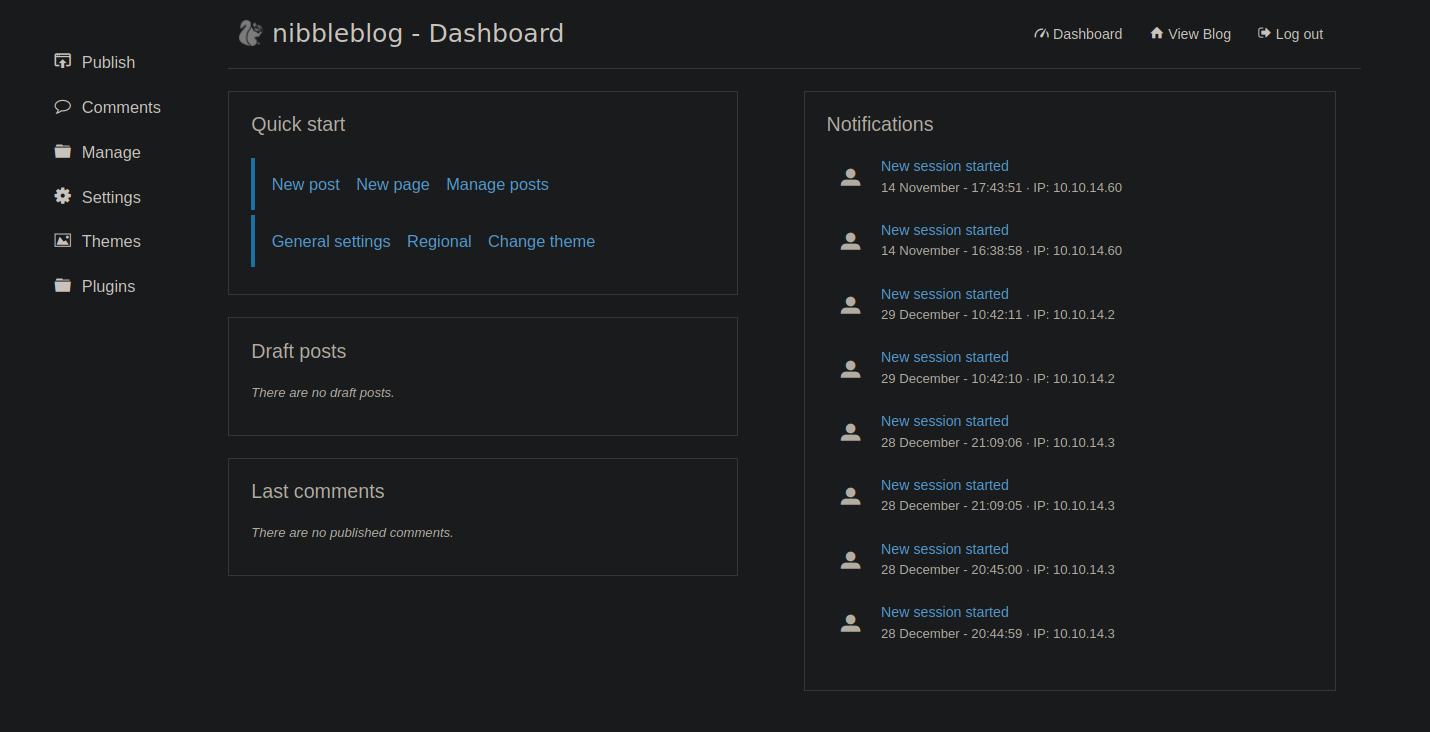 nibbleblog - Dashboard
Dashboard View Blog Log out
Publish
Comments
Manage
Settings
Themes
Plugins
Quick start
New post New page Manage posts
General settings Regional Change theme
Draft posts
There are no draft posts.
Last comments
There are no published comments.
Notifications
New session started
14 November - 17:43:51 · IP: 10.10.14.60
New session started
14 November - 16:38:58 · IP: 10.10.14.60
New session started
29 December - 10:42:11 · IP: 10.10.14.2
New session started
29 December - 10:42:10 · IP: 10.10.14.2
New session started
28 December - 21:09:06 · IP: 10.10.14.3
New session started
28 December - 21:09:05 · IP: 10.10.14.3
New session started
28 December - 20:45:00 · IP: 10.10.14.3
New session started
28 December - 20:44:59 · IP: 10.10.14.3